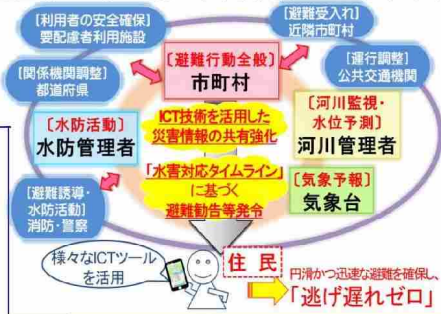 [利用者の安全確保]
要配慮者利用施設
[避難受入れ]
近隣市町村
[避難行動全般]
市町村
[関係機関調整]
都道府県
[運行調整]
公共交通機関
ICT技術を活用した
災害情報の共有強化
[水防活動]
水防管理者
[河川監視・
水位予測]
河川管理者
「水害対応タイムライン」
に基づく
避難勧告等発令
[気象予報]
気象台
[避難誘導・
水防活動]
消防・警察
様々なICTツール
を活用
住民
円滑かつ迅速な避難を確保し、
「逃げ遅れゼロ」